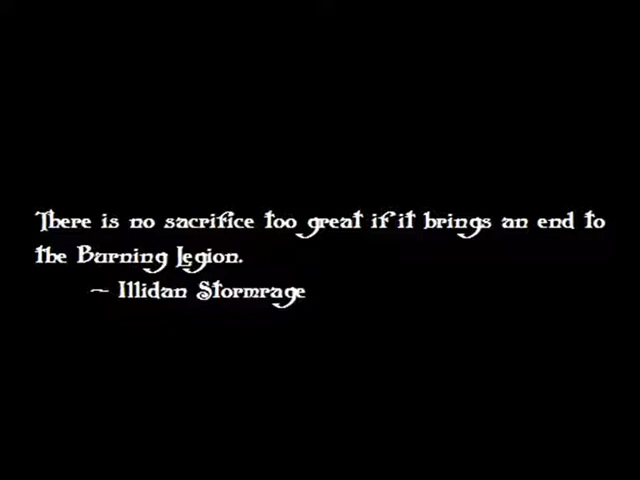 There is no sacrifice too great if it brings an end to
the Burning Legion.
~ Illidan Stormrage